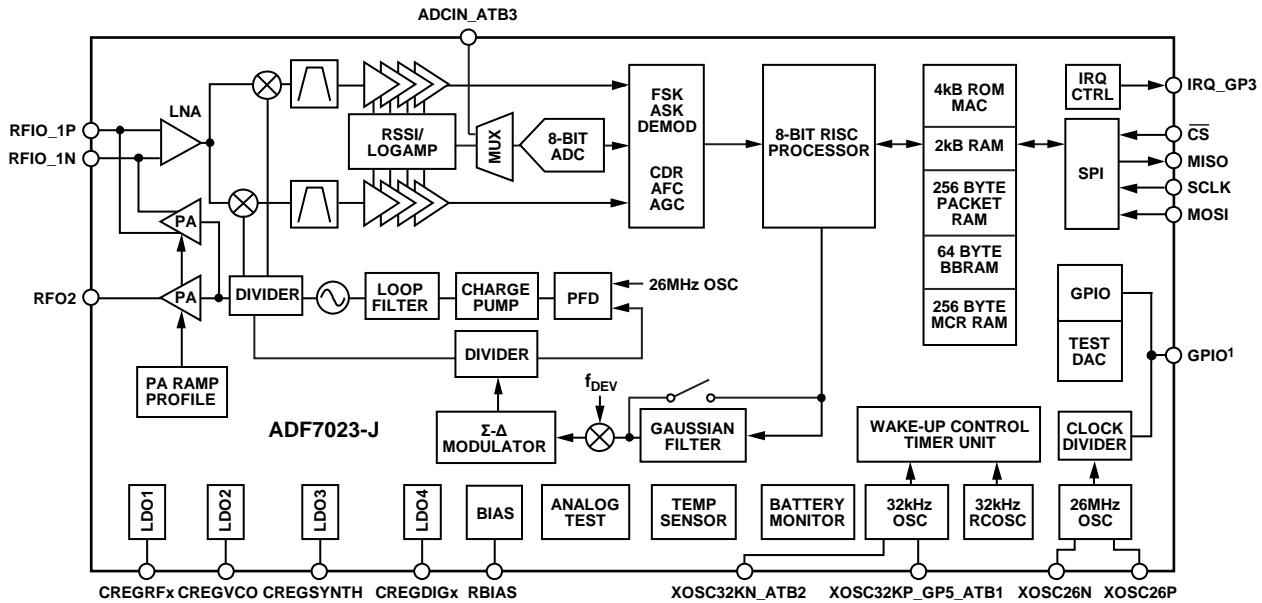 ADCIN_ATB3
RFIO_1P
RFIO_1N
LNA
RSSI/
LOGAMP
MUX
8-BIT
ADC
FSK
ASK
DEMOD
CDR
AFC
AGC
8-BIT RISC
PROCESSOR
4kB ROM
MAC
2kB RAM
256 BYTE
PACKET
RAM
64 BYTE
BBRAM
256 BYTE
MCR RAM
IRQ
CTRL
SPI
IRQ_GP3
C̅S̅
MISO
SCLK
MOSI
PA
PA
RFO2
DIVIDER
LOOP
FILTER
CHARGE
PUMP
PFD
26MHz OSC
DIVIDER
PA RAMP
PROFILE
GPIO
TEST
DAC
GPIO¹
fDEV
ADF7023-J
Σ-Δ
MODULATOR
GAUSSIAN
FILTER
WAKE-UP CONTROL
TIMER UNIT
CLOCK
DIVIDER
LDO1
LDO2
LDO3
LDO4
BIAS
ANALOG
TEST
TEMP
SENSOR
BATTERY
MONITOR
32kHz
OSC
32kHz
RCOSC
26MHz
OSC
CREGRFx
CREGVCO
CREGSYNTH
CREGDIGx
RBIAS
XOSC32KN_ATB2
XOSC32KP_GP5_ATB1
XOSC26N
XOSC26P